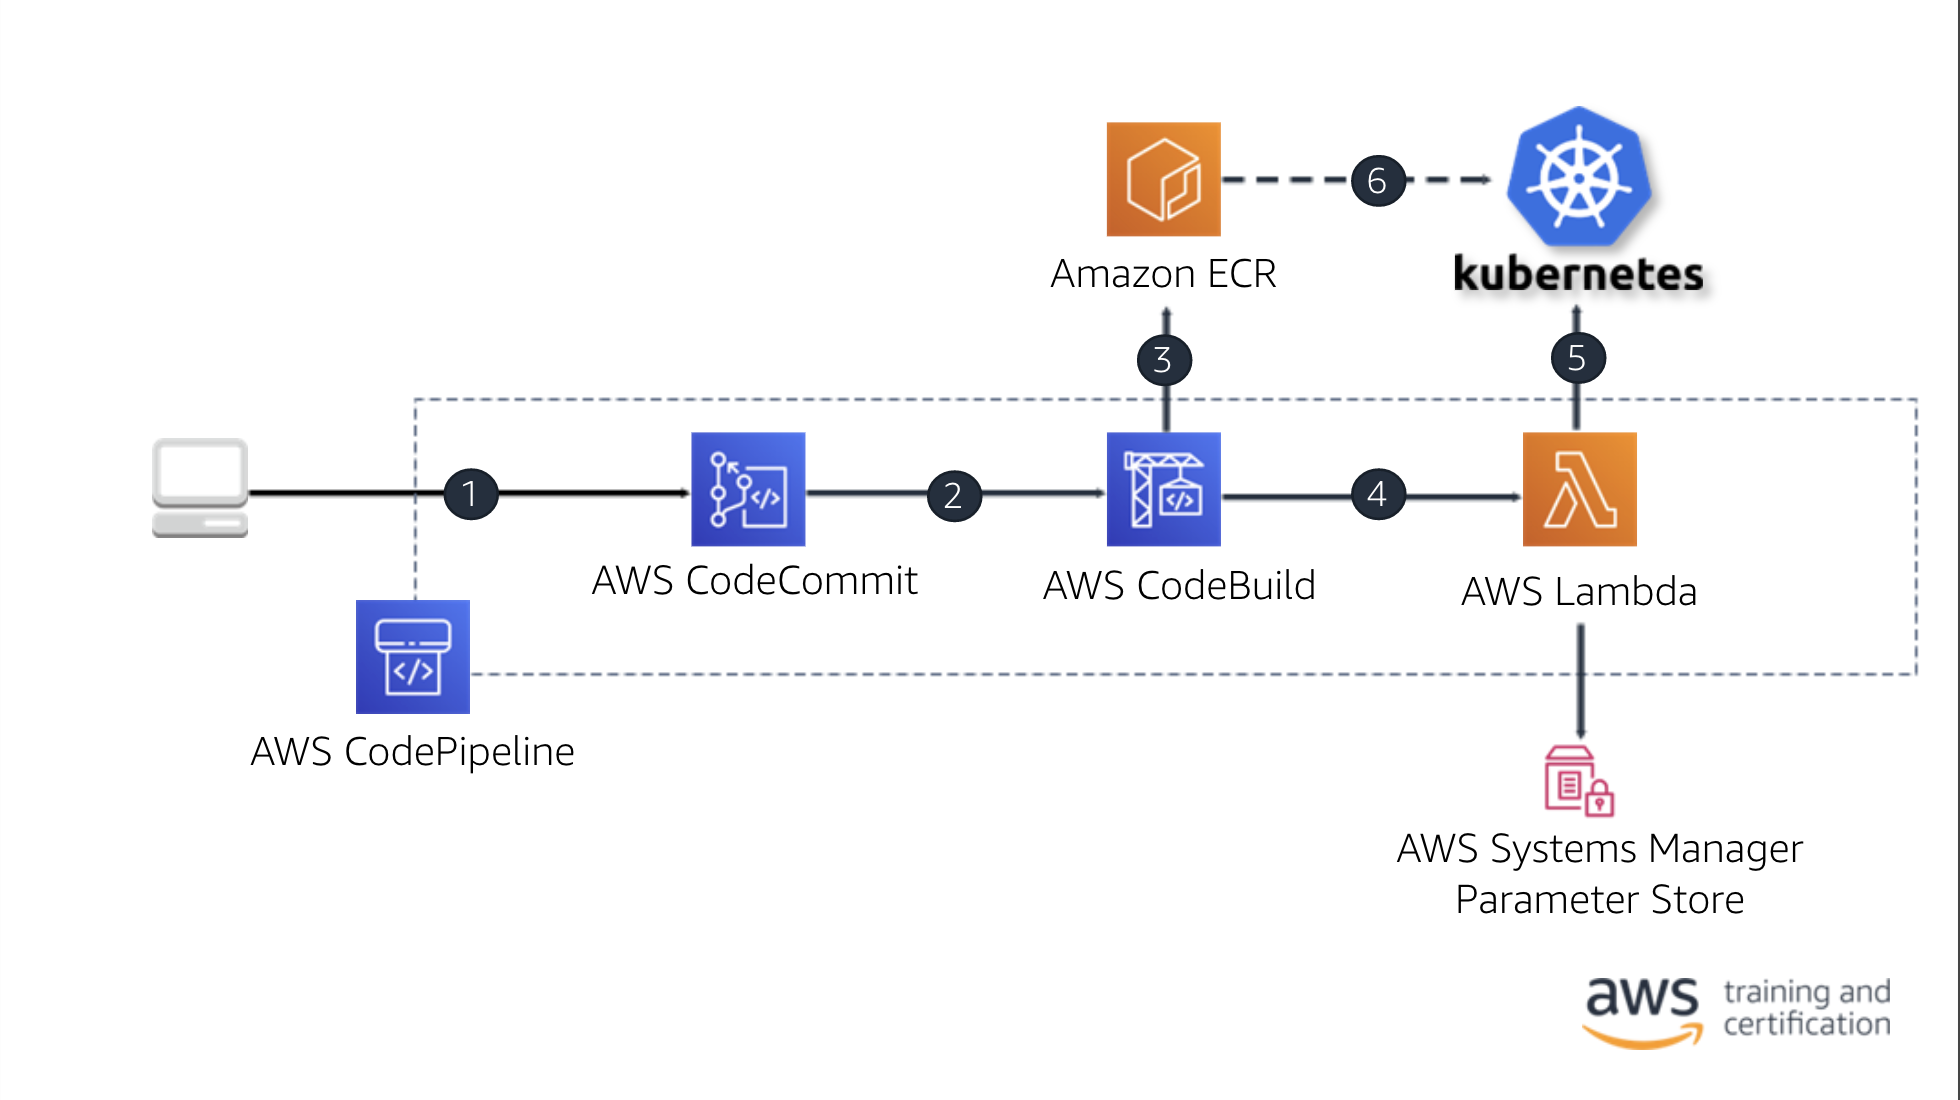 6
Amazon ECR
kubernetes
3
5
1
2
4
AWS CodeCommit
AWS CodeBuild
AWS Lambda
AWS CodePipeline
AWS Systems Manager
Parameter Store
aws training and
certification